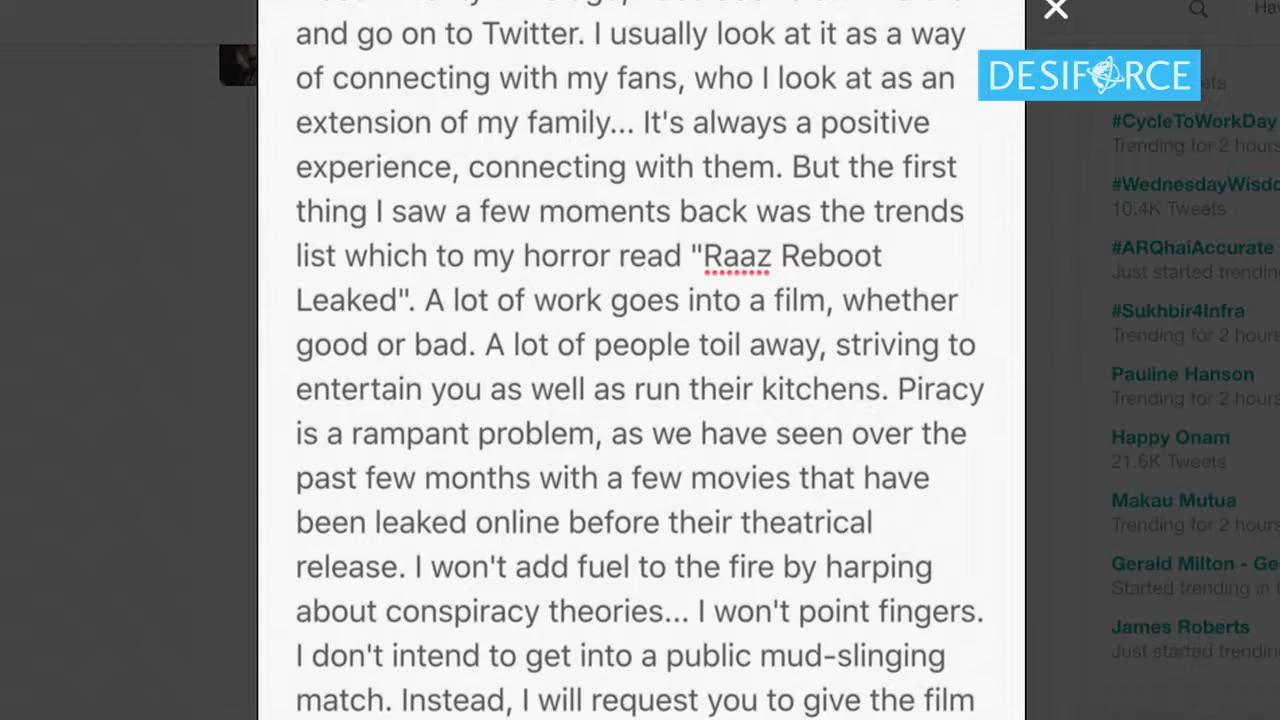 and go on to Twitter. I usually look at it as a way
of connecting with my fans, who I look at as an
extension of my family... It's always a positive
experience, connecting with them. But the first
thing I saw a few moments back was the trends
list which to my horror read "Raaz Reboot
Leaked". A lot of work goes into a film, whether
good or bad. A lot of people toil away, striving to
entertain you as well as run their kitchens. Piracy
is a rampant problem, as we have seen over the
past few months with a few movies that have
been leaked online before their theatrical
release. I won't add fuel to the fire by harping
about conspiracy theories... I won't point fingers.
I don't intend to get into a public mud-slinging
match. Instead, I will request you to give the film
DESIFORCE
#CycleToWorkDay
Trending for 2 hours
#WednesdayWisdo
10.4K Tweets
#ARQhaiAccurate
Just started trendin
#Sukhbir4Infra
Trending for 2 hours
Pauline Hanson
Trending for 2 hours
Happy Onam
21.6K Tweets
Makau Mutua
Trending for 2 hours
Gerald Milton - Ge
Started trending in
James Roberts
Just started trendin